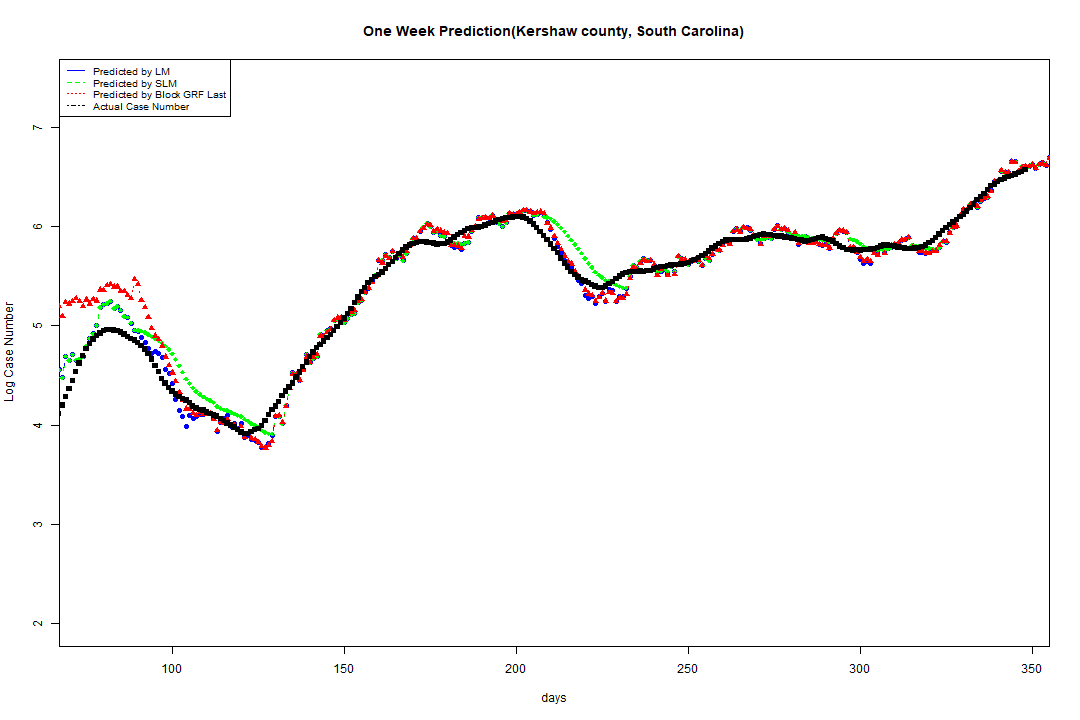 One Week Prediction(Kershaw county, South Carolina)
Predicted by LM
Predicted by SLM
Predicted by Block GRF Last
Actual Case Number
7
6
5
4
3
2
Log Case Number
100 150 200 250 300 350
days